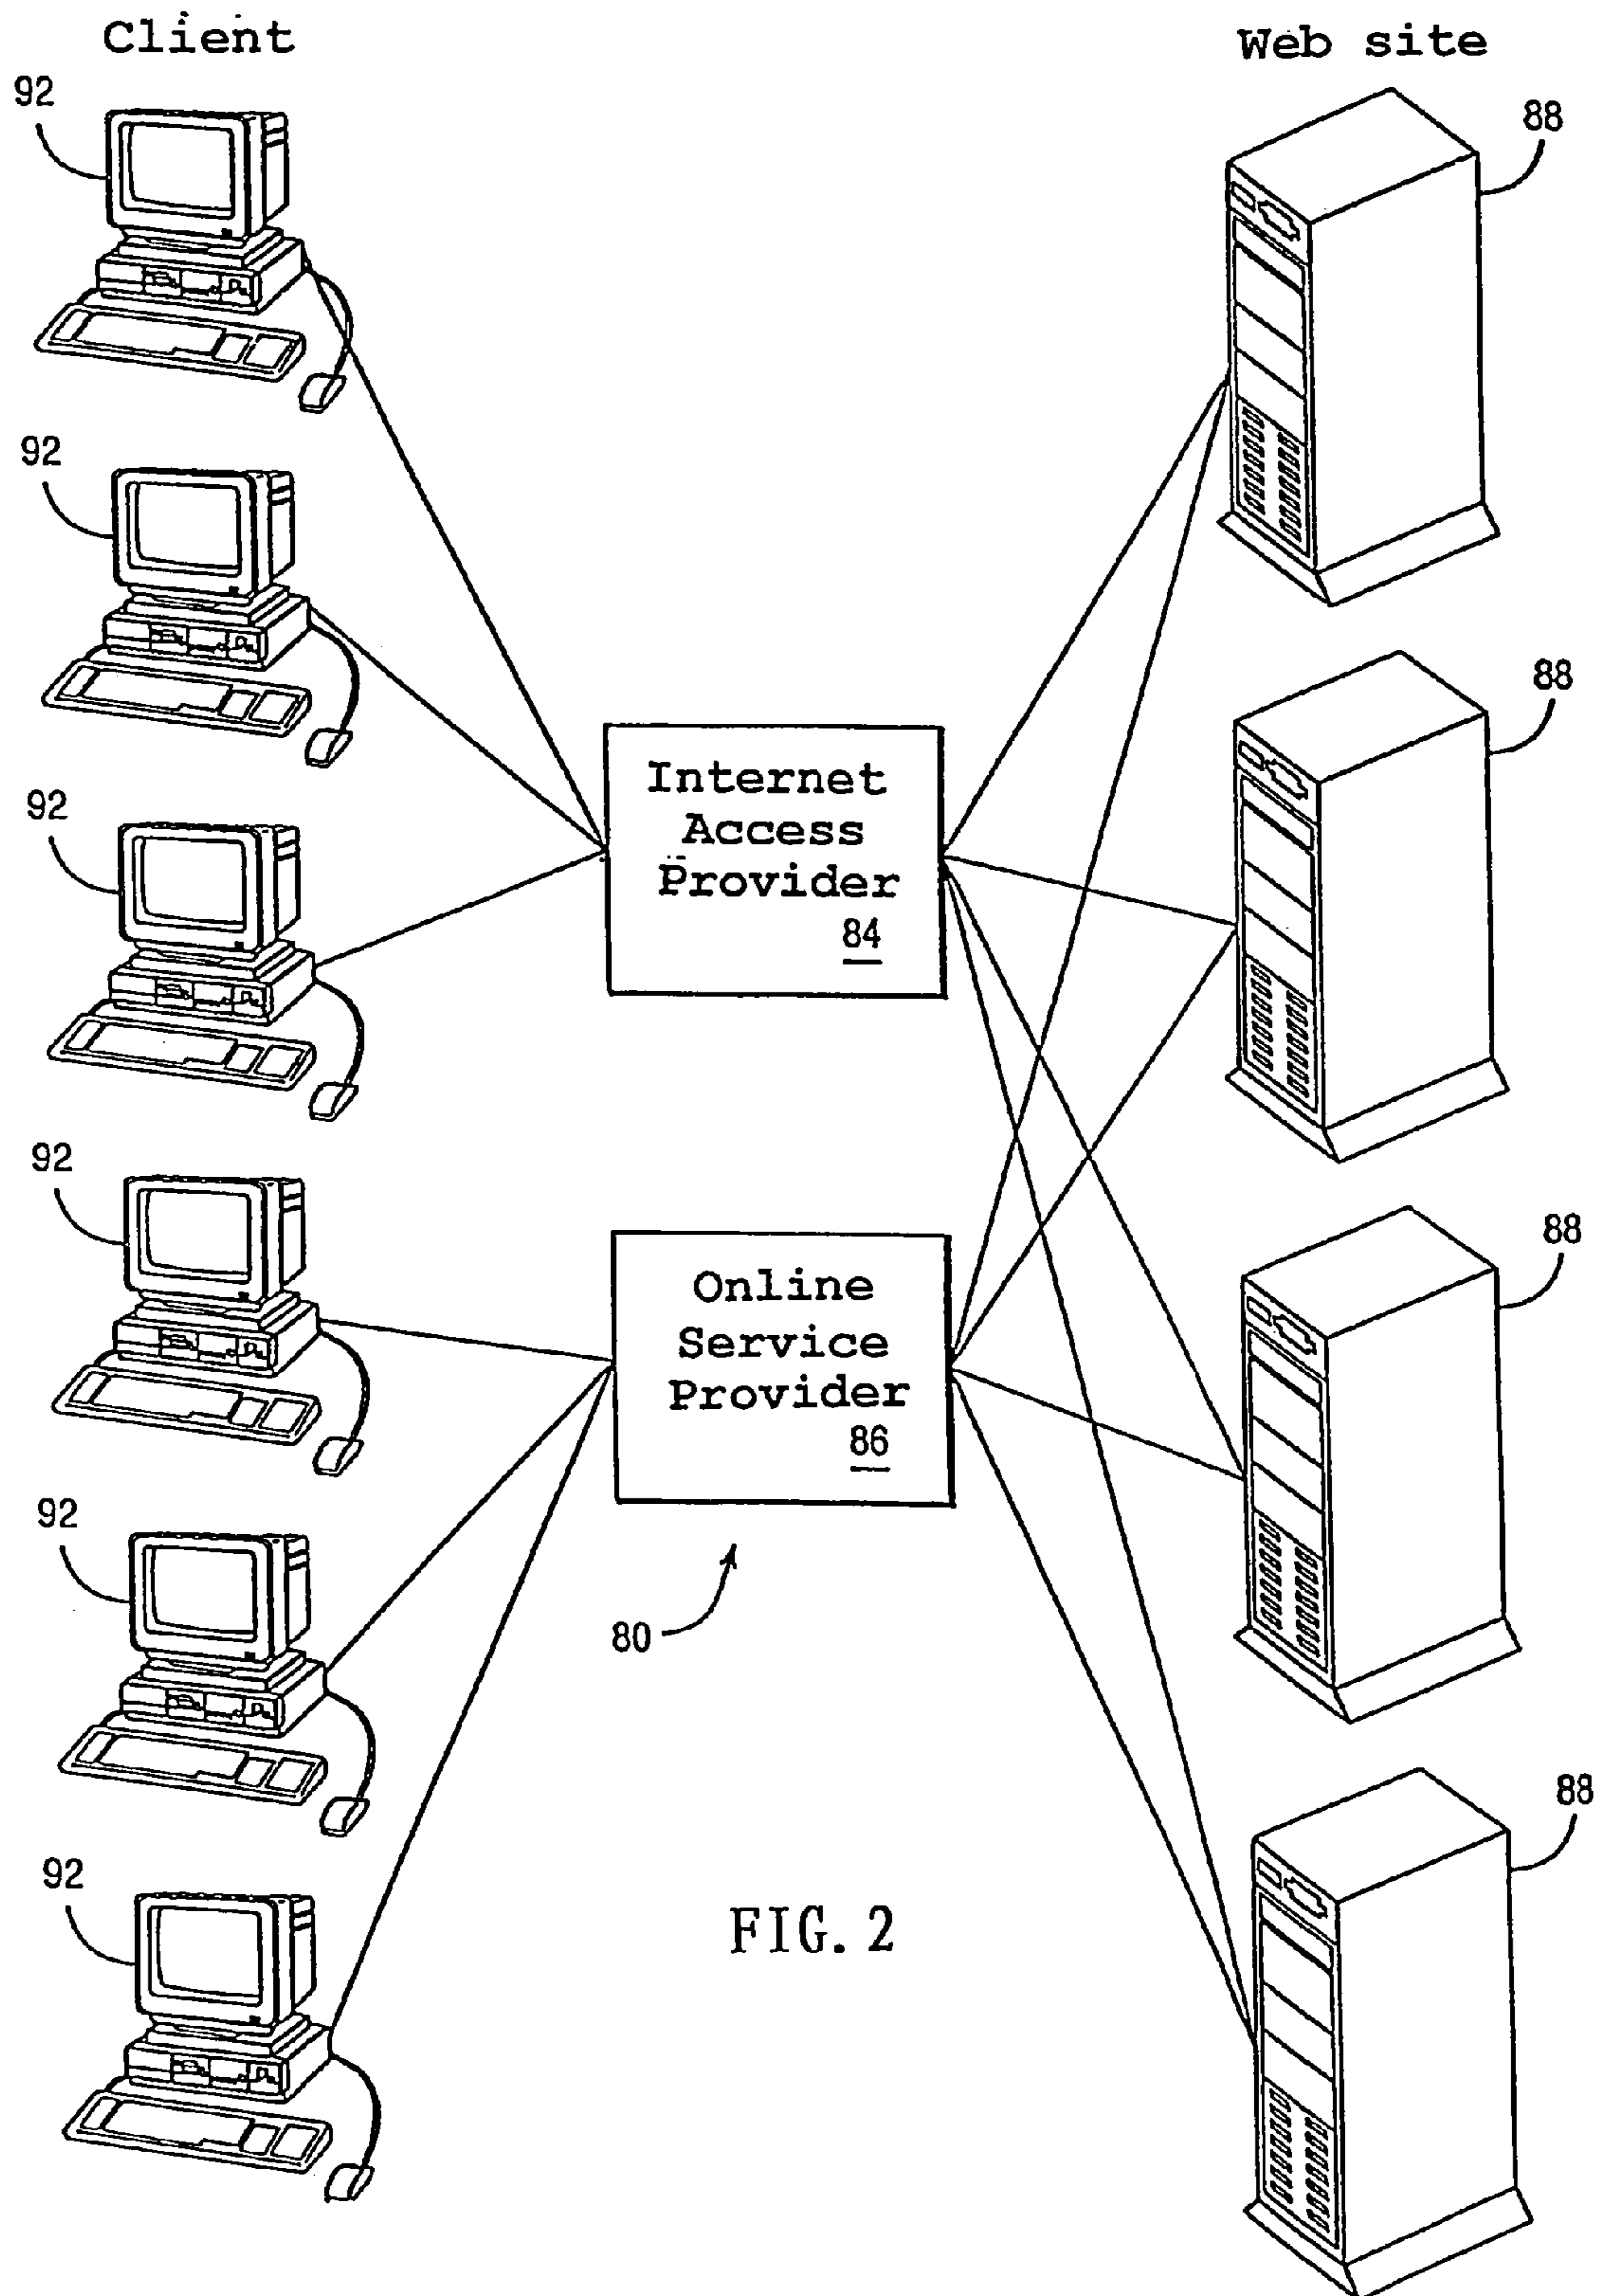 Client
Web site
92
88
92
88
92
Internet
Access
Provider
84
92
88
Online
Service
Provider
86
92
80
88
92
FIG. 2